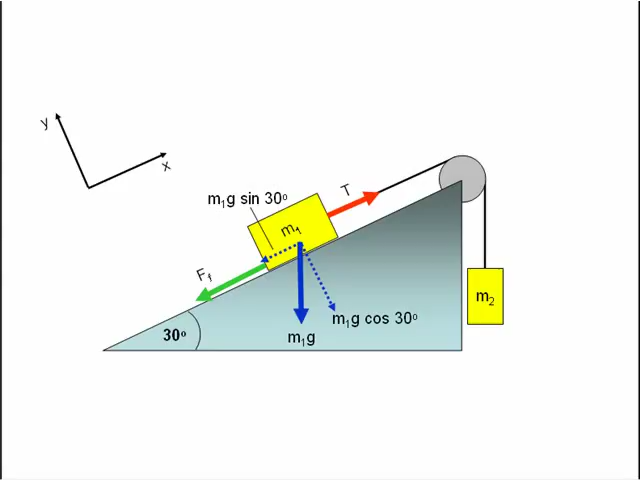 y
x
T
m₁g sin 30º
m₁
Ff
m₂
m₁g cos 30º
30º
m₁g